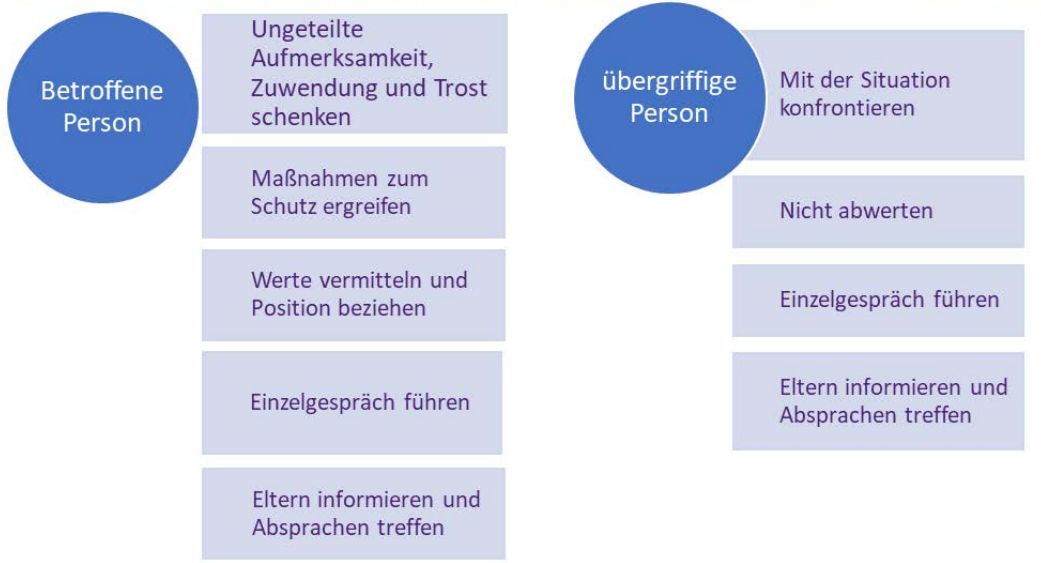 Betroffene
Person
Ungeteilte
Aufmerksamkeit,
Zuwendung und Trost
schenken
Maßnahmen zum
Schutz ergreifen
Werte vermitteln und
Position beziehen
Einzelgespräch führen
Eltern informieren und
Absprachen treffen
übergriffige
Person
Mit der Situation
konfrontieren
Nicht abwerten
Einzelgespräch führen
Eltern informieren und
Absprachen treffen